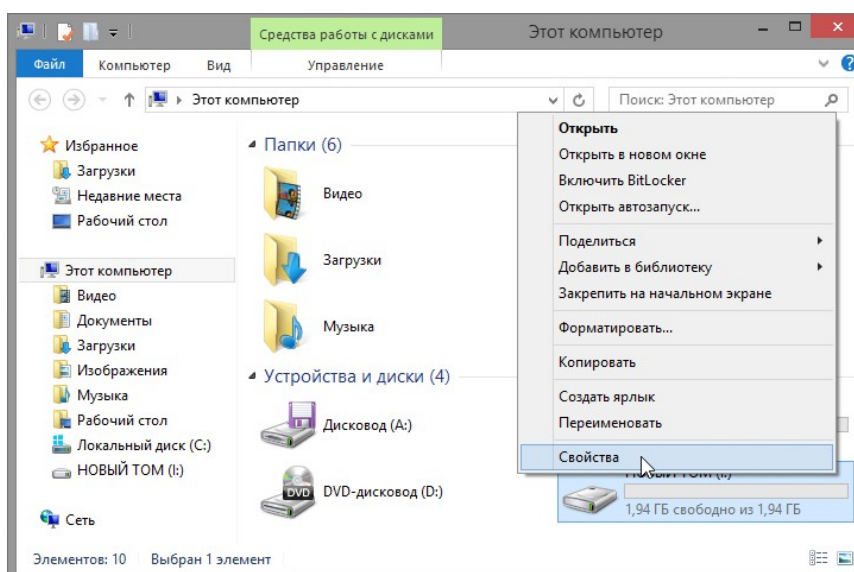 Средства работы с дисками
Этот компьютер
Файл
Компьютер
Вид
Управление
Этот компьютер
Поиск: Этот компьютер
Избранное
Загрузки
Недавние места
Рабочий стол
Этот компьютер
Видео
Документы
Загрузки
Изображения
Музыка
Рабочий стол
Локальный диск (C:)
НОВЫЙ ТОМ (I:)
Сеть
Папки (6)
Видео
Загрузки
Музыка
Устройства и диски (4)
Дисковод (A:)
DVD
DVD-дисковод (D:)
Открыть
Открыть в новом окне
Включить BitLocker
Открыть автозапуск...
Поделиться
Добавить в библиотеку
Закрепить на начальном экране
Форматировать...
Копировать
Создать ярлык
Переименовать
Свойства
НОВЫЙ ТОМ (I:)
1,94 ГБ свободно из 1,94 ГБ
Элементов: 10
Выбран 1 элемент